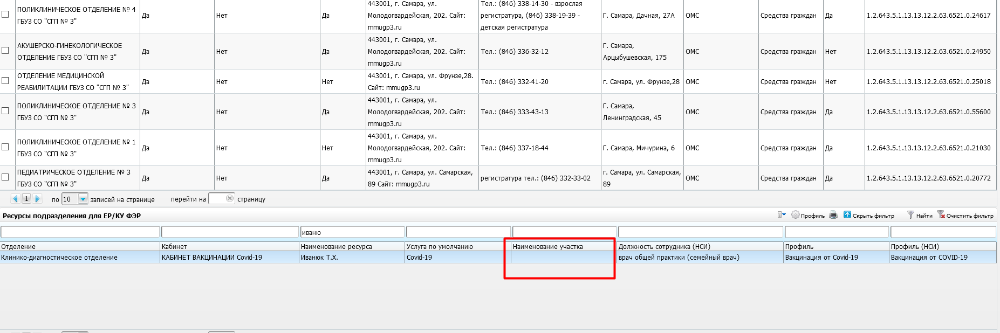 ПОЛИКЛИНИЧЕСКОЕ ОТДЕЛЕНИЕ № 4
ГБУЗ СО "СГП № 3"
Да
Нет
Да
443001, г. Самара, ул.
Молодогвардейская, 202. Сайт:
mmugp3.ru
Тел.: (846) 338-14-30 - взрослая
регистратура, (846) 338-19-39 -
детская регистратура
Г. Самара, Дачная, 27А
ОМС
Средства граждан
Да
1.2.643.5.1.13.13.12.2.63.6521.0.24617
АКУШЕРСКО-ГИНЕКОЛОГИЧЕСКОЕ
ОТДЕЛЕНИЕ ГБУЗ СО "СГП № 3"
Да
Нет
Да
443001, г. Самара, ул.
Молодогвардейская, 202. Сайт:
mmugp3.ru
Тел.: (846) 336-32-12
Г. Самара,
Арцыбушевская, 175
ОМС
Средства граждан
Нет
1.2.643.5.1.13.13.12.2.63.6521.0.24950
ОТДЕЛЕНИЕ МЕДИЦИНСКОЙ
РЕАБИЛИТАЦИИ ГБУЗ СО "СГП № 3"
Да
Нет
Нет
443001, г. Самара, ул. Фрунзе,28.
Сайт: mmugp3.ru
Тел.: (846) 332-41-20
г. Самара, ул. Фрунзе,28
ОМС
Средства граждан
Нет
1.2.643.5.1.13.13.12.2.63.6521.0.25018
ПОЛИКЛИНИЧЕСКОЕ ОТДЕЛЕНИЕ № 3
ГБУЗ СО "СГП № 3"
Да
Нет
Да
443001, г. Самара, ул.
Молодогвардейская, 202. Сайт:
mmugp3.ru
Тел.: (846) 333-43-13
Г. Самара,
Ленинградская, 45
ОМС
Средства граждан
Да
1.2.643.5.1.13.13.12.2.63.6521.0.55600
ПОЛИКЛИНИЧЕСКОЕ ОТДЕЛЕНИЕ № 1
ГБУЗ СО "СГП № 3"
Да
Нет
Нет
443001, г. Самара, ул.
Молодогвардейская, 202. Сайт:
mmugp3.ru
Тел.: (846) 337-18-44
Г. Самара, Мичурина, 6
ОМС
Средства граждан
Да
1.2.643.5.1.13.13.12.2.63.6521.0.21030
ПЕДИАТРИЧЕСКОЕ ОТДЕЛЕНИЕ № 3
ГБУЗ СО "СГП № 3"
Да
Нет
Да
443001, г. Самара, ул. Самарская,
89 Сайт: mmugp3.ru
регистратура тел.: (846) 332-33-02
г. Самара, ул. Самарская,
89
ОМС
Средства граждан
Да
1.2.643.5.1.13.13.12.2.63.6521.0.20772
1 по 10 записей на странице перейти на страницу
Ресурсы подразделения для ЕР/КУ ФЭР
Профиль Скрыть фильтр Найти Очистить фильтр
иваню
Отделение Кабинет Наименование ресурса Услуга по умолчанию Наименование участка Должность сотрудника (НСИ) Профиль Профиль (НСИ)
Клинико-диагностическое отделение КАБИНЕТ ВАКЦИНАЦИИ Covid-19 Иванюк Т.Х. Covid-19 врач общей практики (семейный врач) Вакцинация от Covid-19 Вакцинация от COVID-19